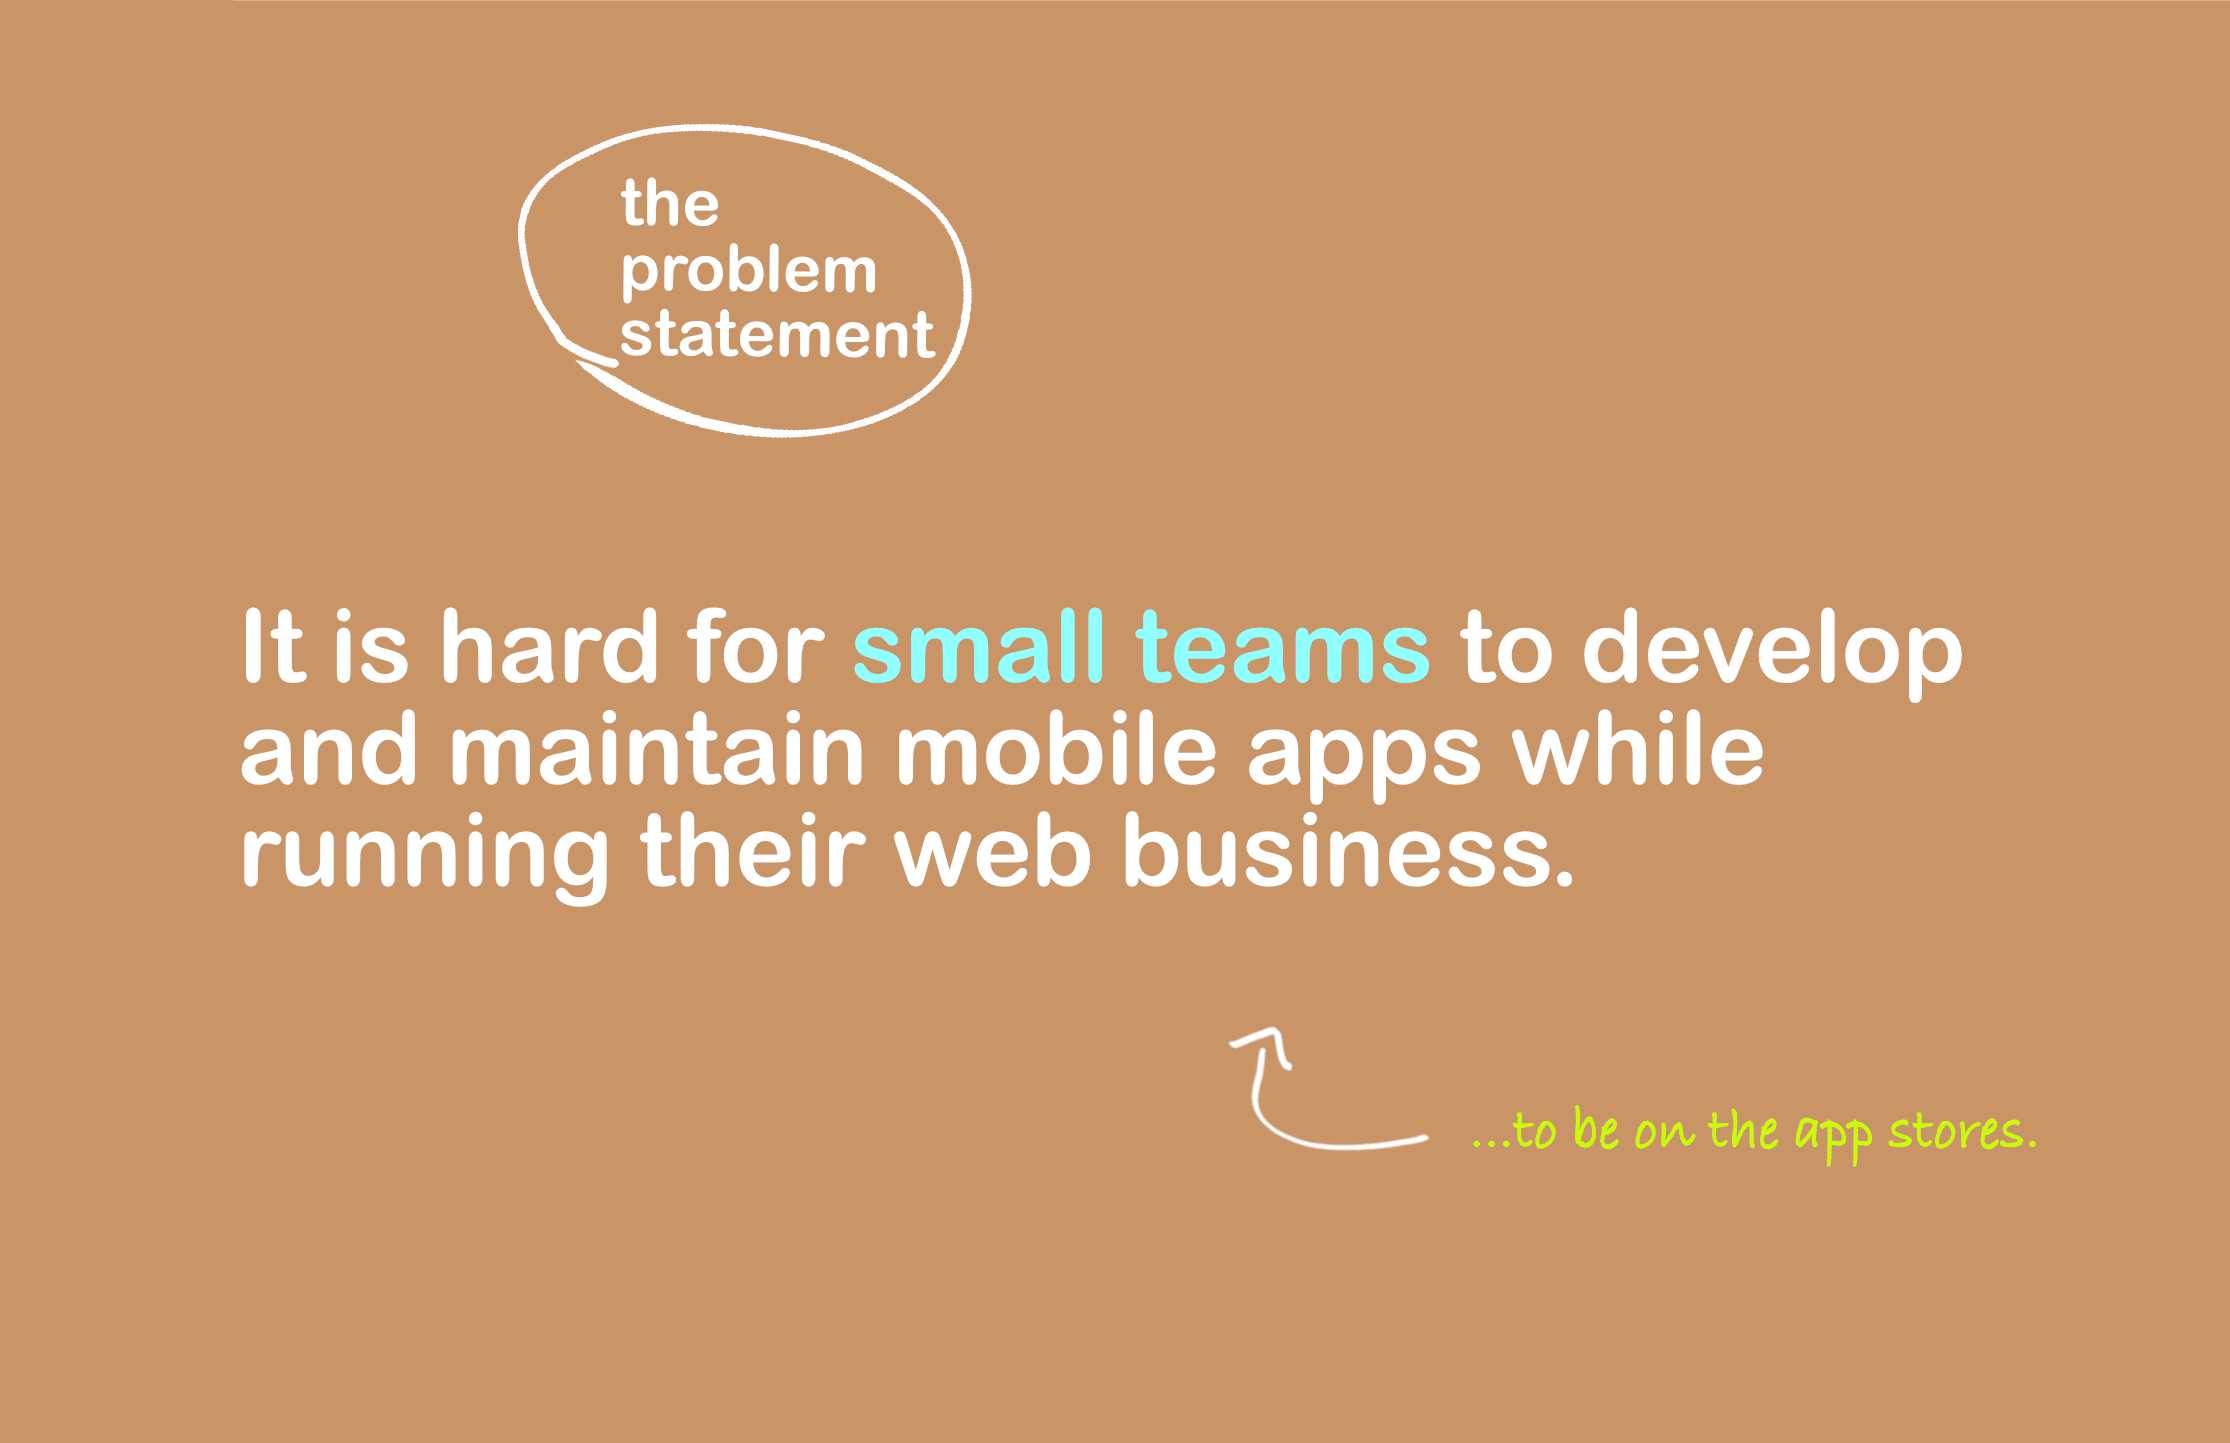 the
problem
statement
It is hard for small teams to develop
and maintain mobile apps while
running their web business.
...to be on the app stores.